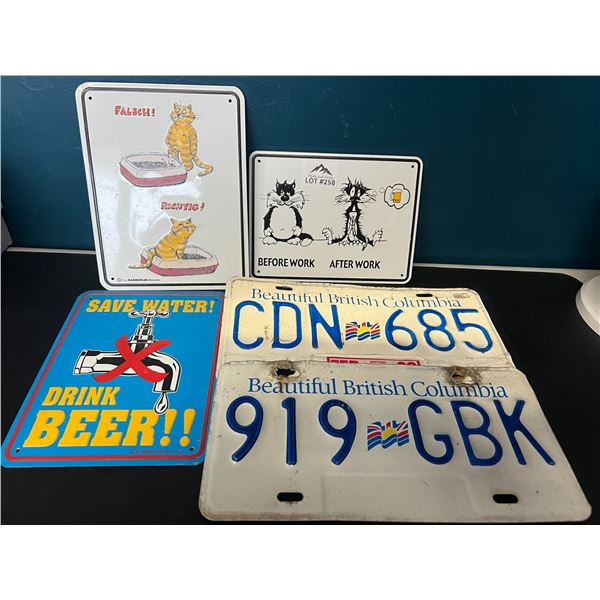 FALSCH!
RICHTIG!
LOT #258
BEFORE WORK AFTER WORK
SAVE WATER!
DRINK
BEER!!
Beautiful British Columbia
CDN 685
Beautiful British Columbia
919 GBK